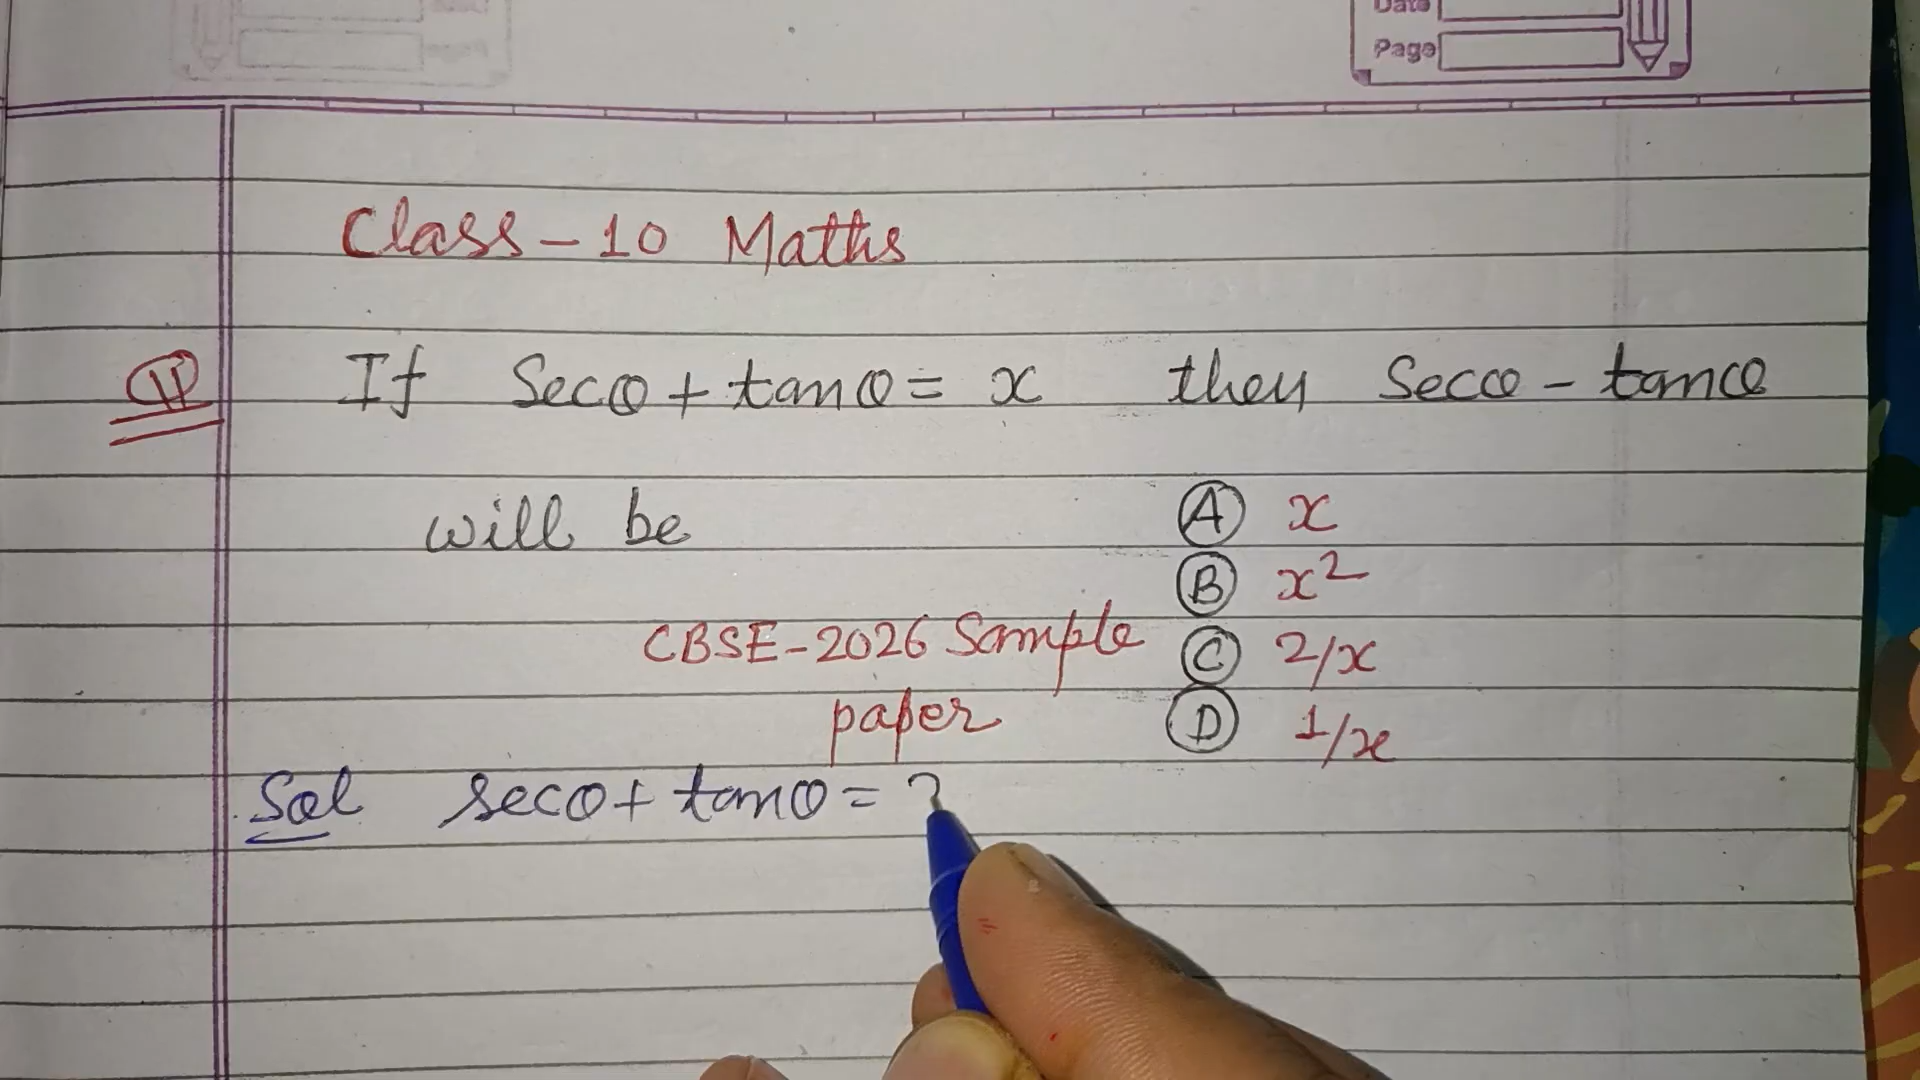 Date
Page
Class - 10 Maths
If Secθ + tanθ = x then Secθ - tanθ
will be
(A) x
(B) x²
(C) 2/x
(D) 1/x
CBSE - 2026 Sample
paper
Sol secθ + tanθ =